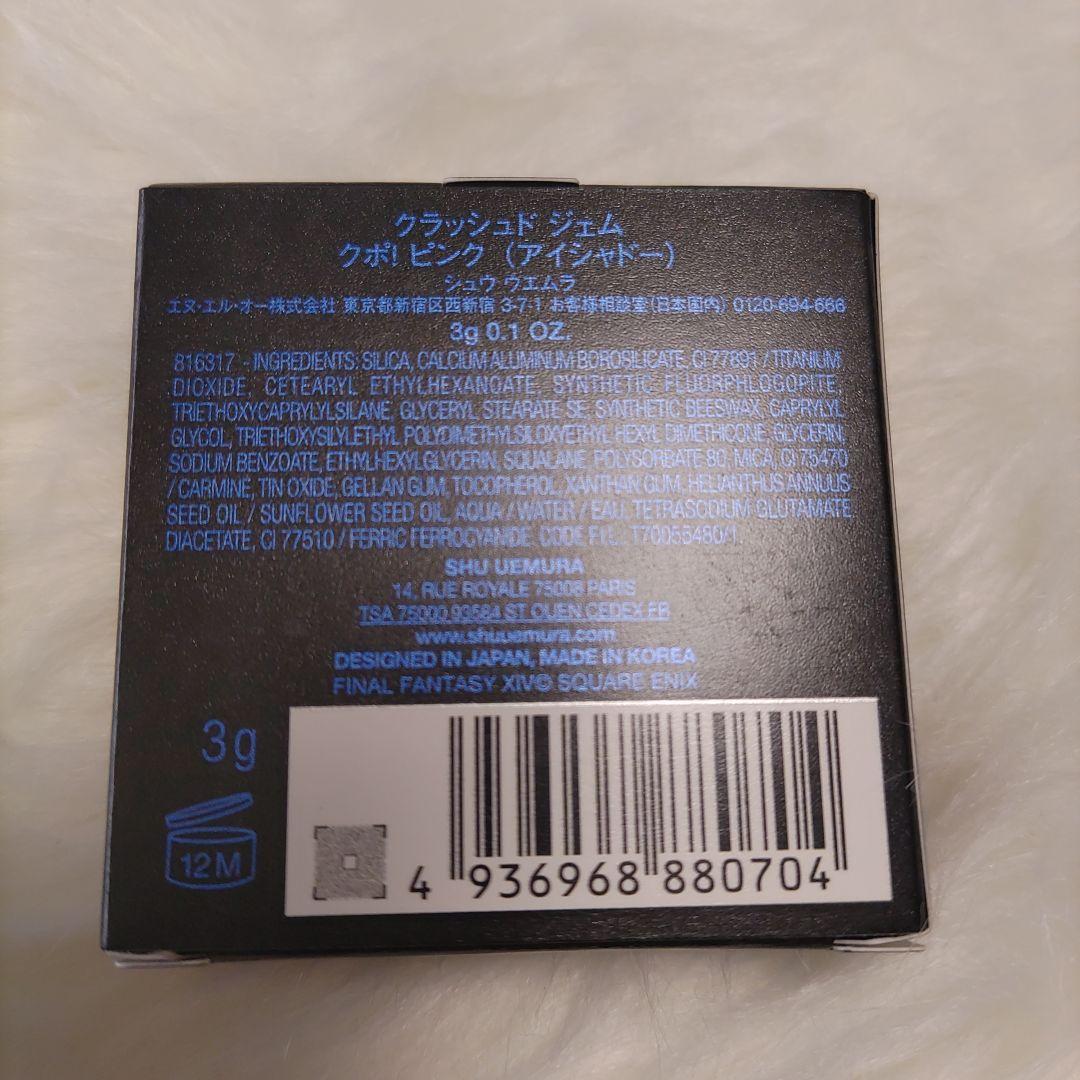 クラッシュド ジェム
クポ! ピンク (アイシャドー)
シュウ ウエムラ
エヌ・エル・オー株式会社 東京都新宿区西新宿 3-7-1 お客様相談室 (日本国内) 0120-694-666
3g 0.1 OZ.
816317 - INGREDIENTS: SILICA, CALCIUM ALUMINUM BOROSILICATE, CI 77891 / TITANIUM
DIOXIDE, CETEARYL ETHYLHEXANOATE, SYNTHETIC FLUORPHLOGOPITE,
TRIETHOXYCAPRYLYLSILANE, GLYCERYL STEARATE SE, SYNTHETIC BEESWAX, CAPRYLYL
GLYCOL, TRIETHOXYSILYLETHYL POLYDIMETHYLSILOXYETHYL HEXYL DIMETHICONE, GLYCERIN,
SODIUM BENZOATE, ETHYLHEXYLGLYCERIN, SQUALANE, POLYSORBATE 80, MICA, CI 75470
/ CARMINE, TIN OXIDE, GELLAN GUM, TOCOPHEROL, XANTHAN GUM, HELIANTHUS ANNUUS
SEED OIL / SUNFLOWER SEED OIL, AQUA / WATER / EAU, TETRASODIUM GLUTAMATE
DIACETATE, CI 77510 / FERRIC FERROCYANIDE. CODE F.I.L. T70055480/1.
SHU UEMURA
14, RUE ROYALE 75008 PARIS
TSA 75000 93584 ST OUEN CEDEX FR
www.shuuemura.com
DESIGNED IN JAPAN, MADE IN KOREA
FINAL FANTASY XIV© SQUARE ENIX
3g
12M
4 936968 880704